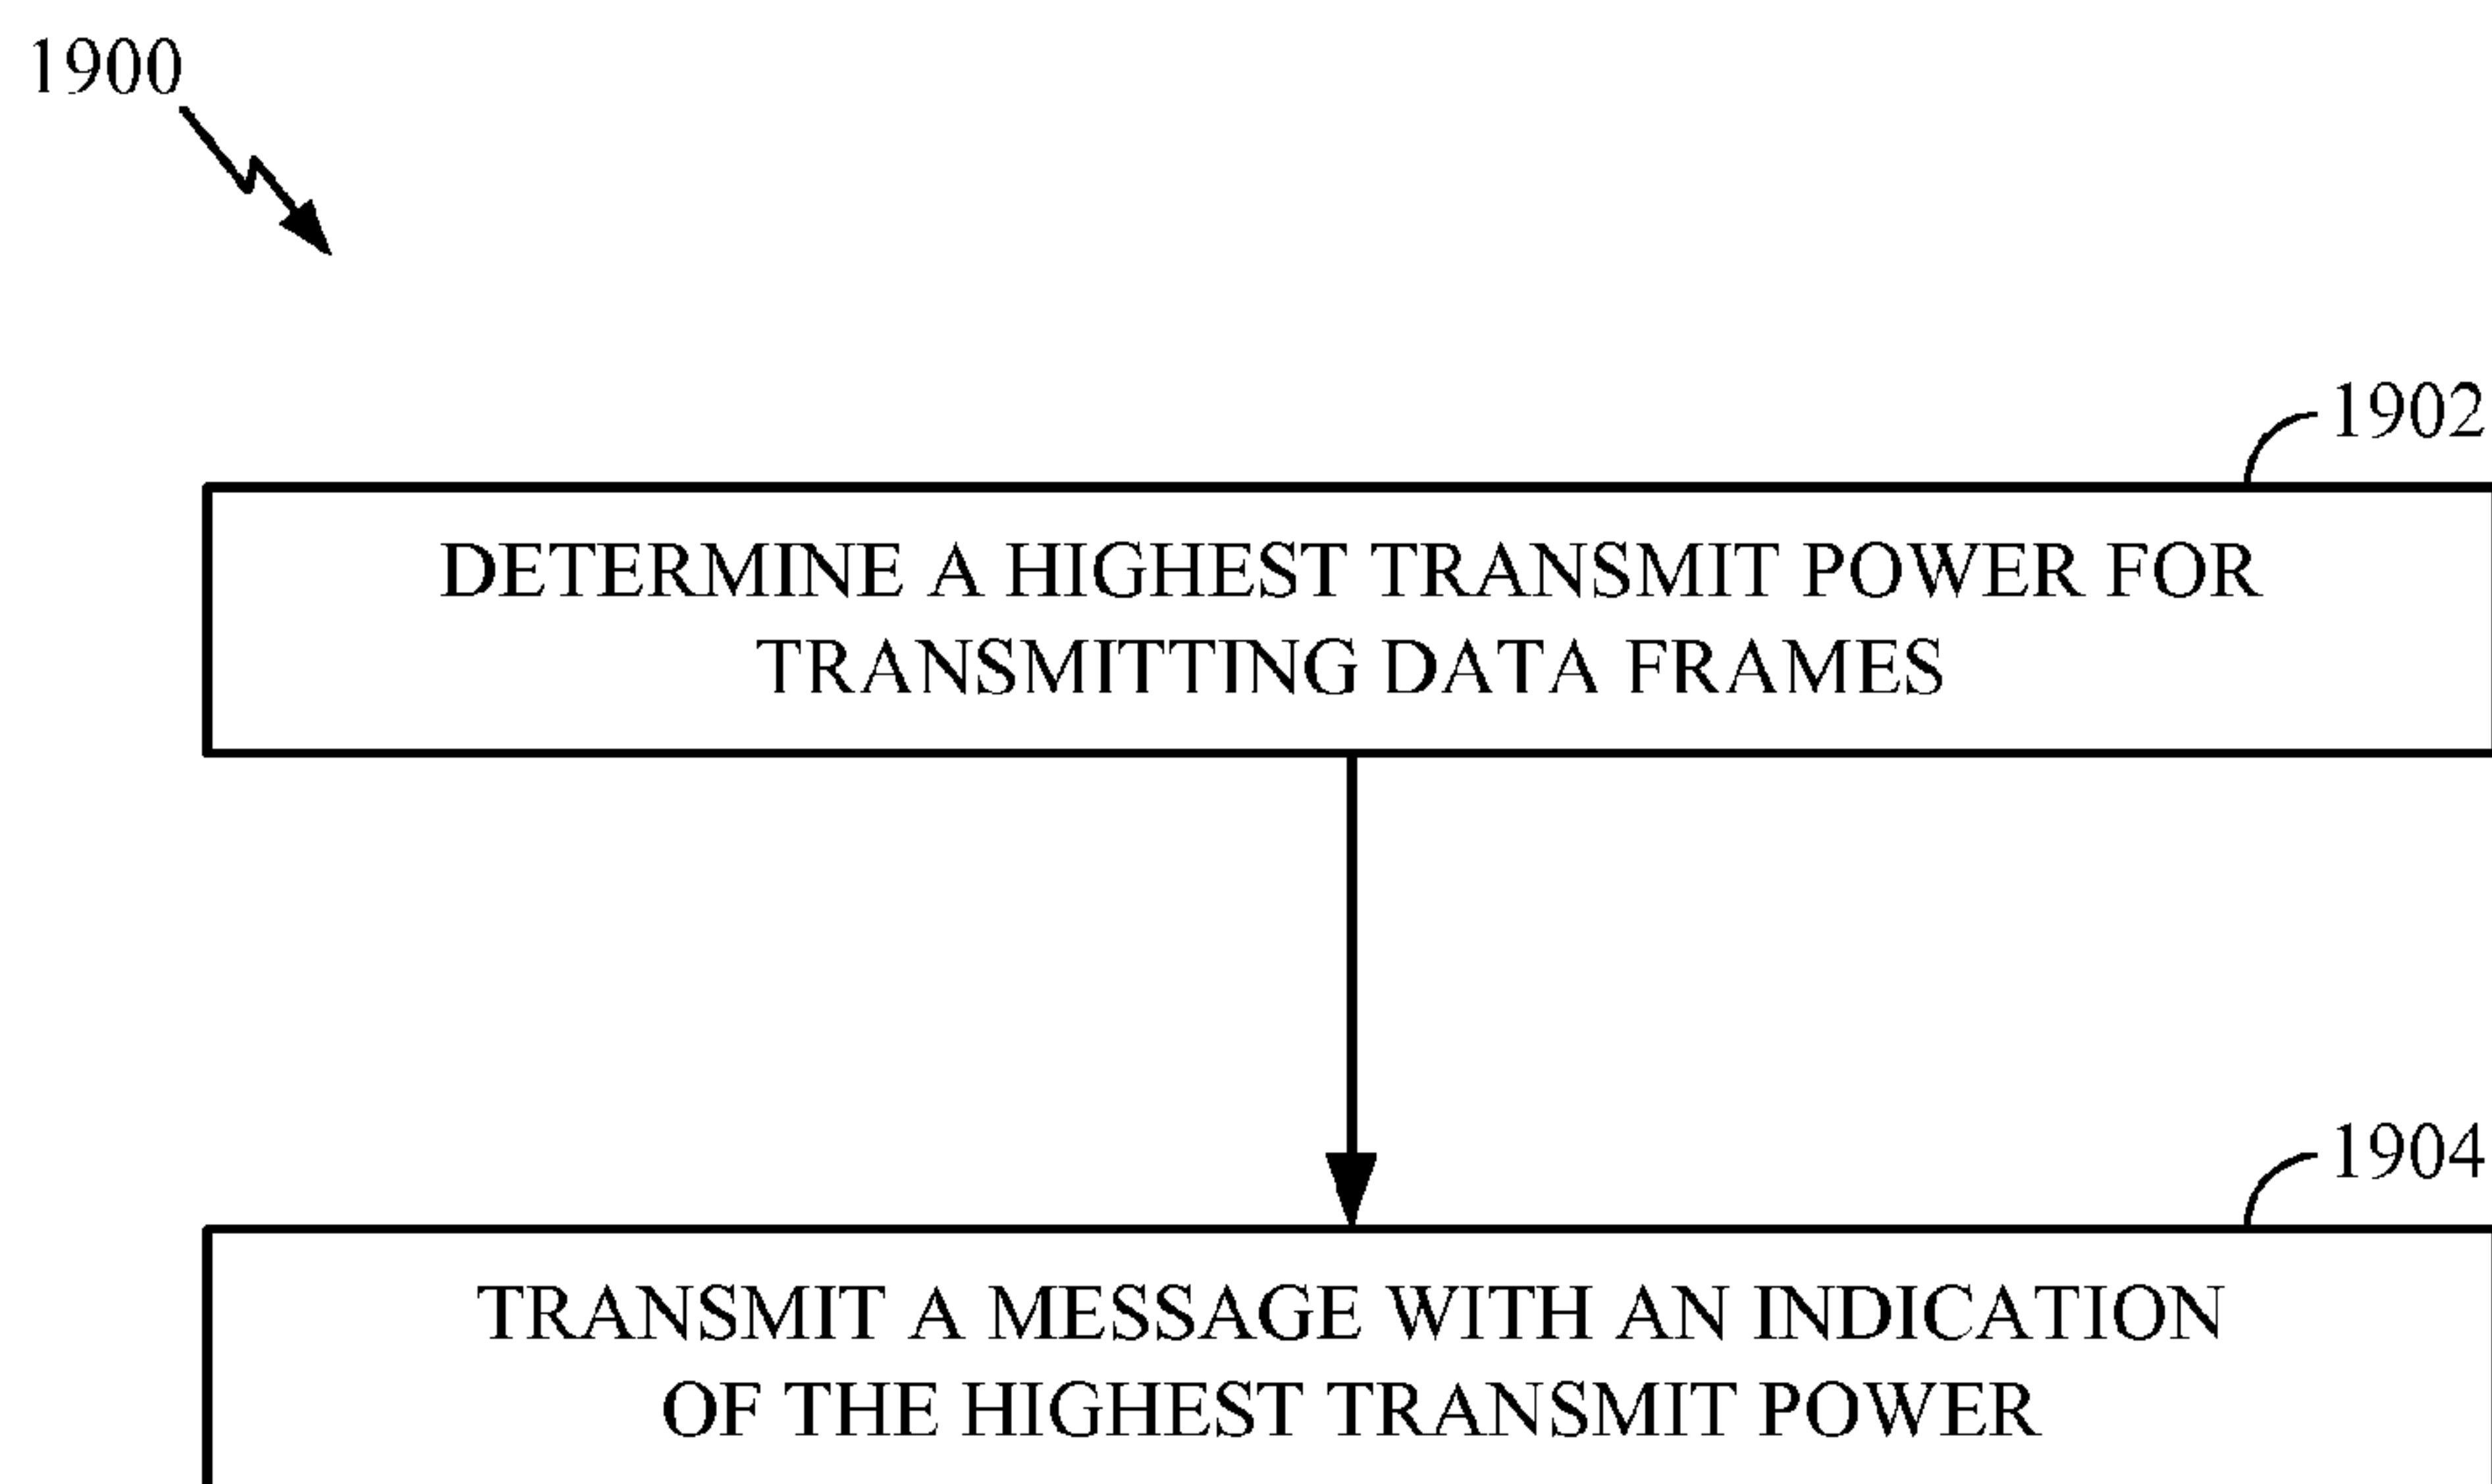 1900
1902
DETERMINE A HIGHEST TRANSMIT POWER FOR
TRANSMITTING DATA FRAMES
1904
TRANSMIT A MESSAGE WITH AN INDICATION
OF THE HIGHEST TRANSMIT POWER